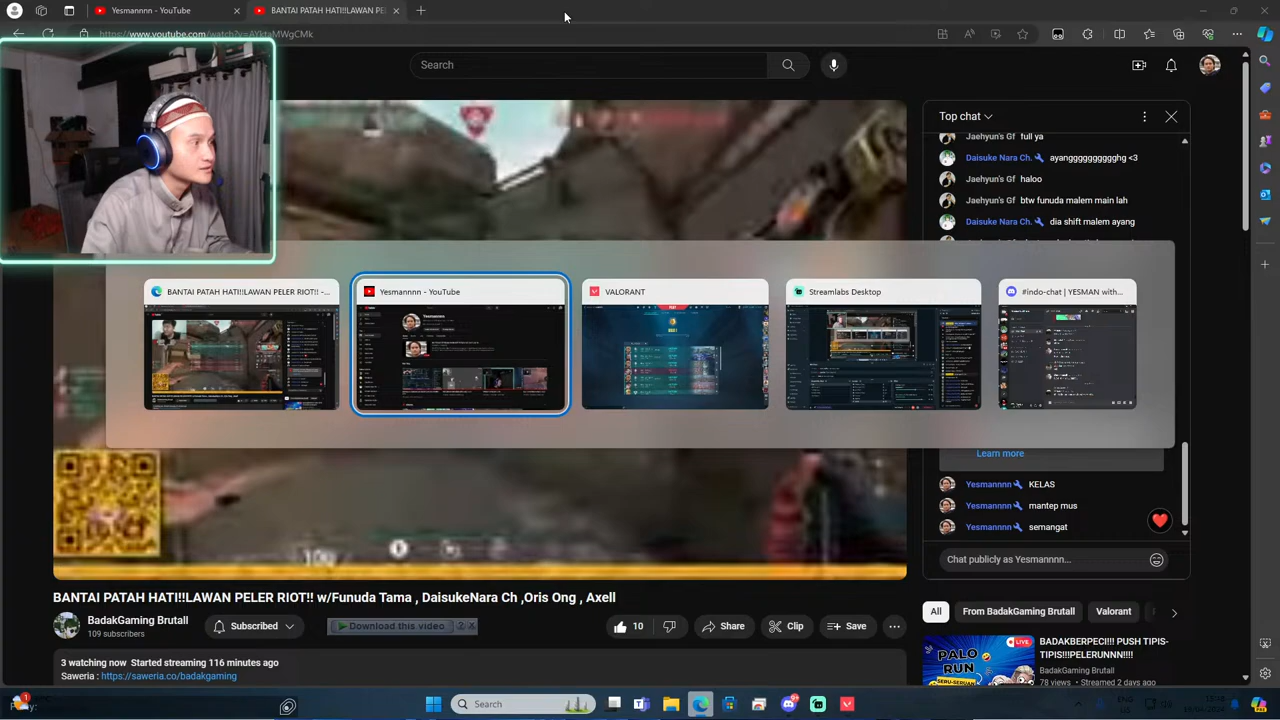 Yesmannnn - YouTube
BANTAI PATAH HATI!!LAWAN PE
https://www.youtube.com/watch?v=AYktaMWgCMk
Search
Top chat
Jaehyun's Gf full ya
Daisuke Nara Ch. ayangggggggggghg <3
Jaehyun's Gf haloo
Jaehyun's Gf btw funuda malem main lah
Daisuke Nara Ch. dia shift malem ayang
BANTAI PATAH HATI!!LAWAN PELER RIOT!! -...
Yesmannnn - YouTube
VALORANT
Streamlabs Desktop
#indo-chat | YESMAN with...
Learn more
Yesmannnn KELAS
Yesmannnn mantep mus
Yesmannnn semangat
Chat publicly as Yesmannnn...
BANTAI PATAH HATI!!LAWAN PELER RIOT!! w/Funuda Tama , DaisukeNara Ch ,Oris Ong , Axell
BadakGaming Brutall
109 subscribers
Subscribed
Download this video
10
Share
Clip
Save
All
From BadakGaming Brutall
Valorant
3 watching now Started streaming 116 minutes ago
Saweria : https://saweria.co/badakgaming
LIVE
PALO
RUN
SERU-SERUAN
BADAKBERPECI!!! PUSH TIPIS-
TIPIS!!!PELERUNNN!!!!
BadakGaming Brutall
78 views • Streamed 2 days ago
Search